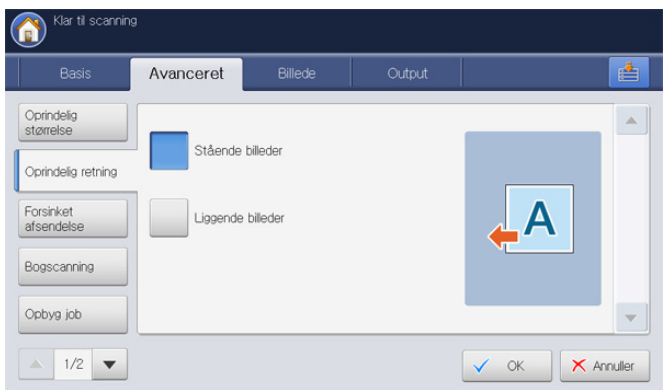 Klar til scanning
Basis
Avanceret
Billede
Output
Oprindelig
størrelse
Oprindelig retning
Forsinket
afsendelse
Bogscanning
Opbyg job
1/2
Stående billeder
Liggende billeder
A
OK
Annuller